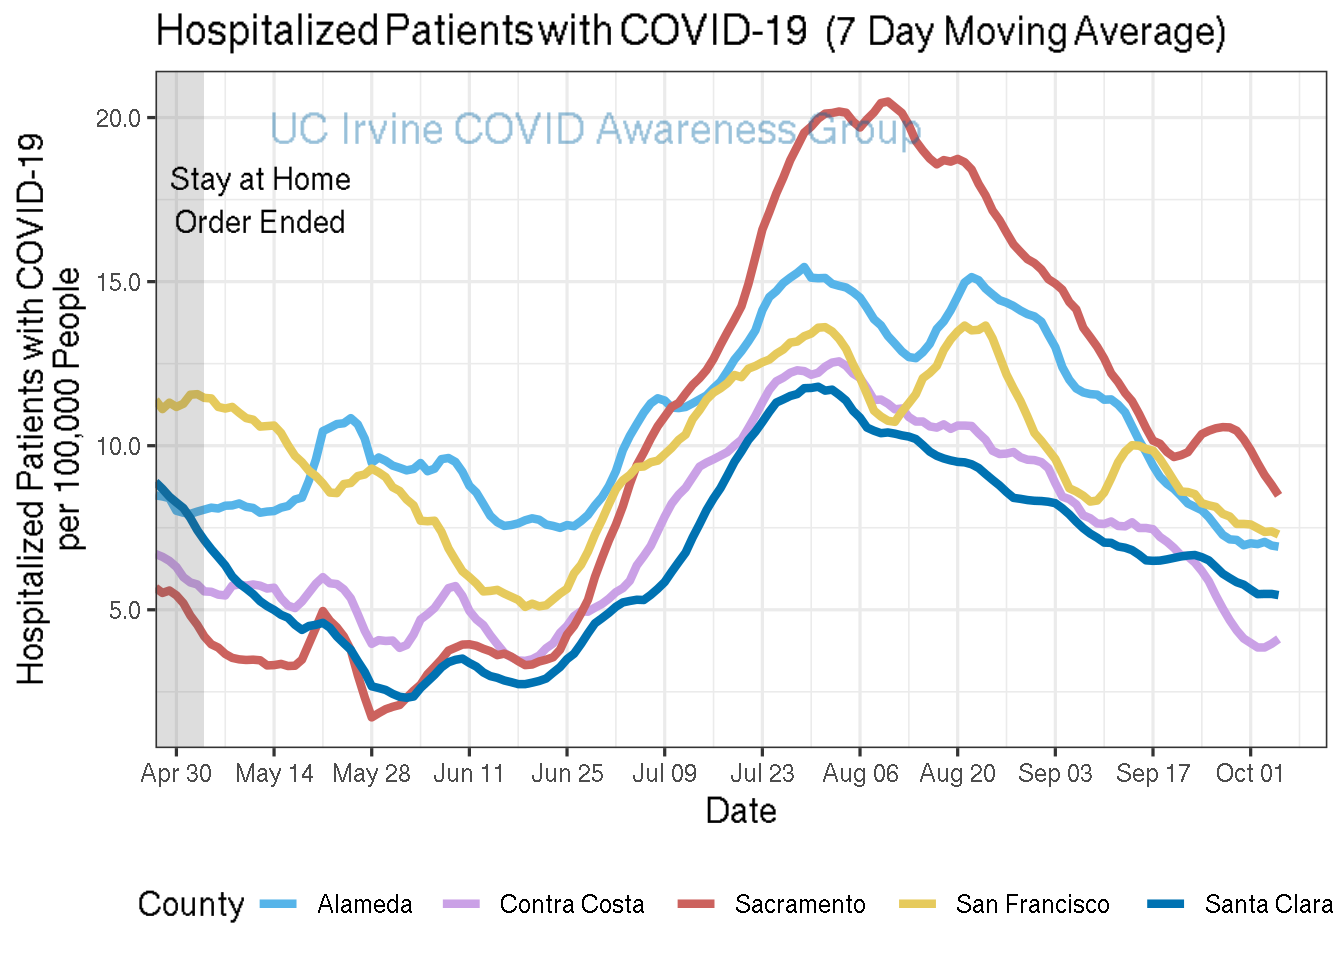 Hospitalized Patients with COVID-19 (7 Day Moving Average)
UC Irvine COVID Awareness Group
Stay at Home
Order Ended
Hospitalized Patients with COVID-19
per 100,000 People
20.0
15.0
10.0
5.0
Apr 30 May 14 May 28 Jun 11 Jun 25 Jul 09 Jul 23 Aug 06 Aug 20 Sep 03 Sep 17 Oct 01
Date
County Alameda Contra Costa Sacramento San Francisco Santa Clara